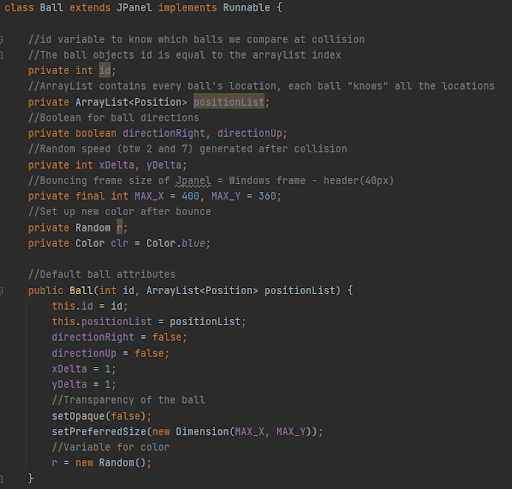 class Ball extends JPanel implements Runnable {
//id variable to know which balls we compare at collision
//The ball objects id is equal to the arraylist index
private int id;
//ArrayList contains every ball's location, each ball "knows" all the locations
private ArrayList<Position> positionList;
//Boolean for ball directions
private boolean directionRight, directionUp;
//Random speed (btw 2 and 7) generated after collision
private int xDelta, yDelta;
//Bouncing frame size of Jpanel = Windows frame - header(40px)
private final int MAX_X = 400, MAX_Y = 360;
//Set up new color after bounce
private Random r;
private Color clr = Color.blue;
//Default ball attributes
public Ball(int id, ArrayList<Position> positionList) {
this.id = id;
this.positionList = positionList;
directionRight = false;
directionUp = false;
xDelta = 1;
yDelta = 1;
//Transparency of the ball
setOpaque(false);
setPreferredSize(new Dimension(MAX_X, MAX_Y));
//Variable for color
r = new Random();
}